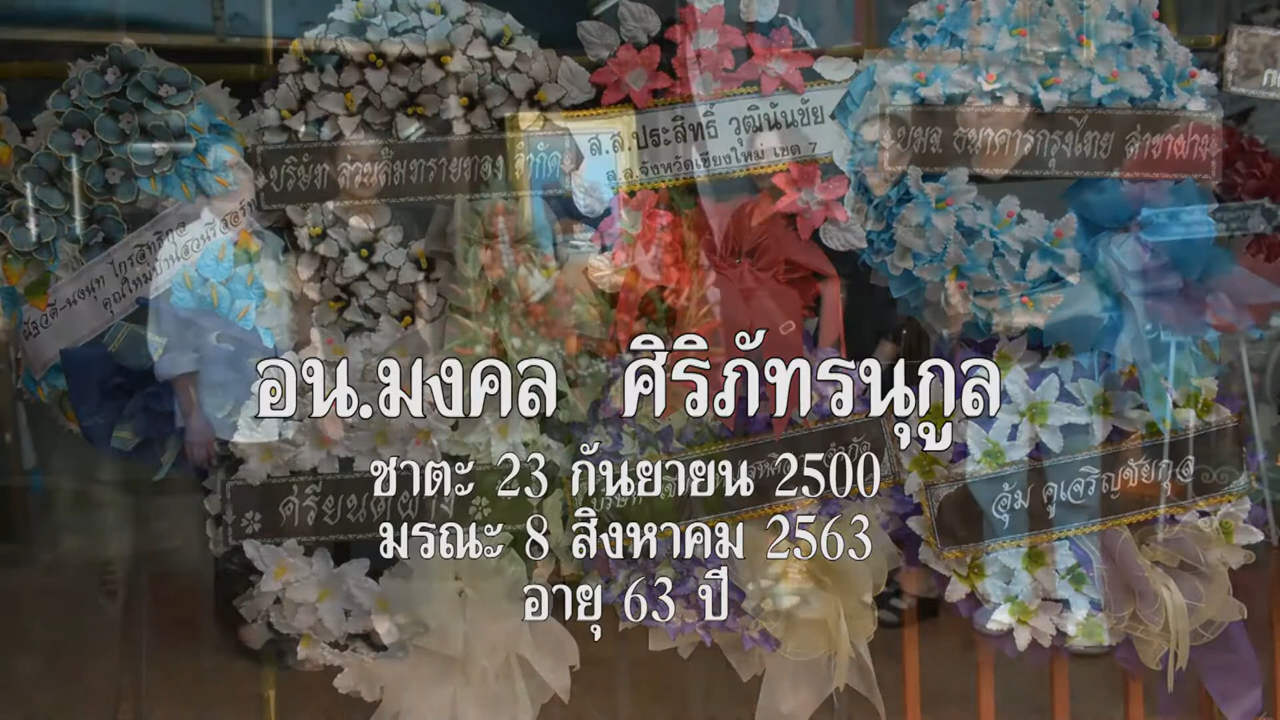 บริษัท สวนส้มทรายทอง จำกัด
ส.ส.ประสิทธิ์ วุฒินันชัย
ส.ส.จังหวัดเชียงใหม่ เขต 7
บมจ. ธนาคารกรุงไทย สาขาฝาง
อน.มงคล ศิริภัทรนุกูล
ชาตะ 23 กันยายน 2500
มรณะ 8 สิงหาคม 2563
อายุ 63 ปี
อุ้ม คูเจริญชัยกุล